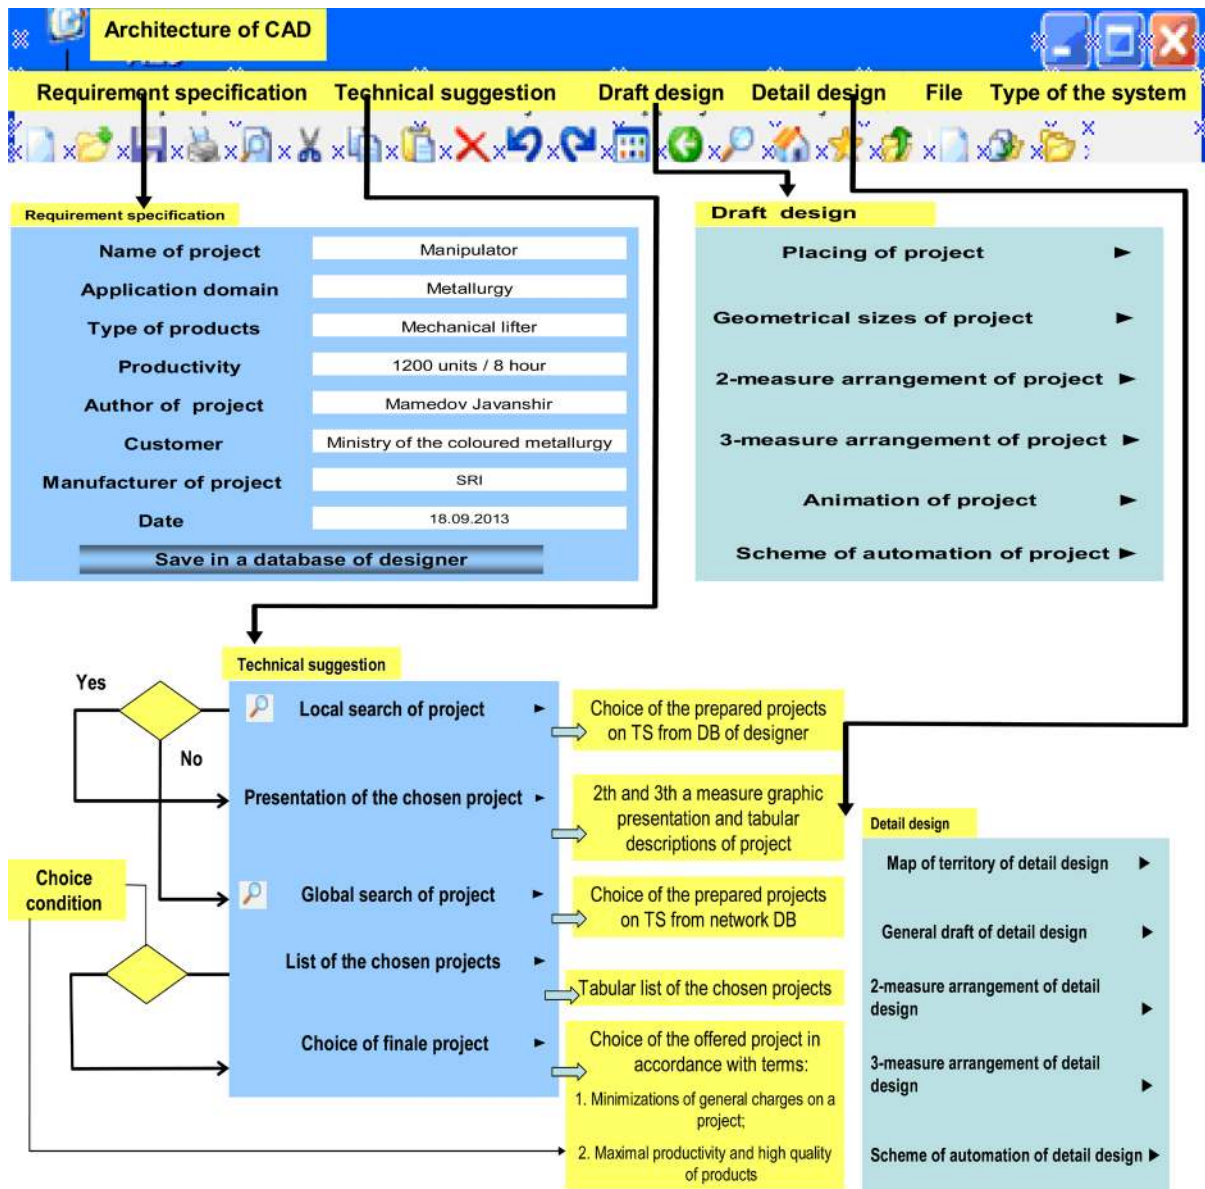 Architecture of CAD
Requirement specification Technical suggestion Draft design Detail design File Type of the system
Requirement specification
Name of project Manipulator
Application domain Metallurgy
Type of products Mechanical lifter
Productivity 1200 units / 8 hour
Author of project Mamedov Javanshir
Customer Ministry of the coloured metallurgy
Manufacturer of project SRI
Date 18.09.2013
Save in a database of designer
Draft design
Placing of project
Geometrical sizes of project
2-measure arrangement of project
3-measure arrangement of project
Animation of project
Scheme of automation of project
Technical suggestion
Yes
No
Local search of project
Presentation of the chosen project
Global search of project
List of the chosen projects
Choice of finale project
Choice
condition
Choice of the prepared projects
on TS from DB of designer
2th and 3th a measure graphic
presentation and tabular
descriptions of project
Choice of the prepared projects
on TS from network DB
Tabular list of the chosen projects
Choice of the offered project in
accordance with terms:
1. Minimizations of general charges on a
project;
2. Maximal productivity and high quality
of products
Detail design
Map of territory of detail design
General draft of detail design
2-measure arrangement of detail
design
3-measure arrangement of detail
design
Scheme of automation of detail design